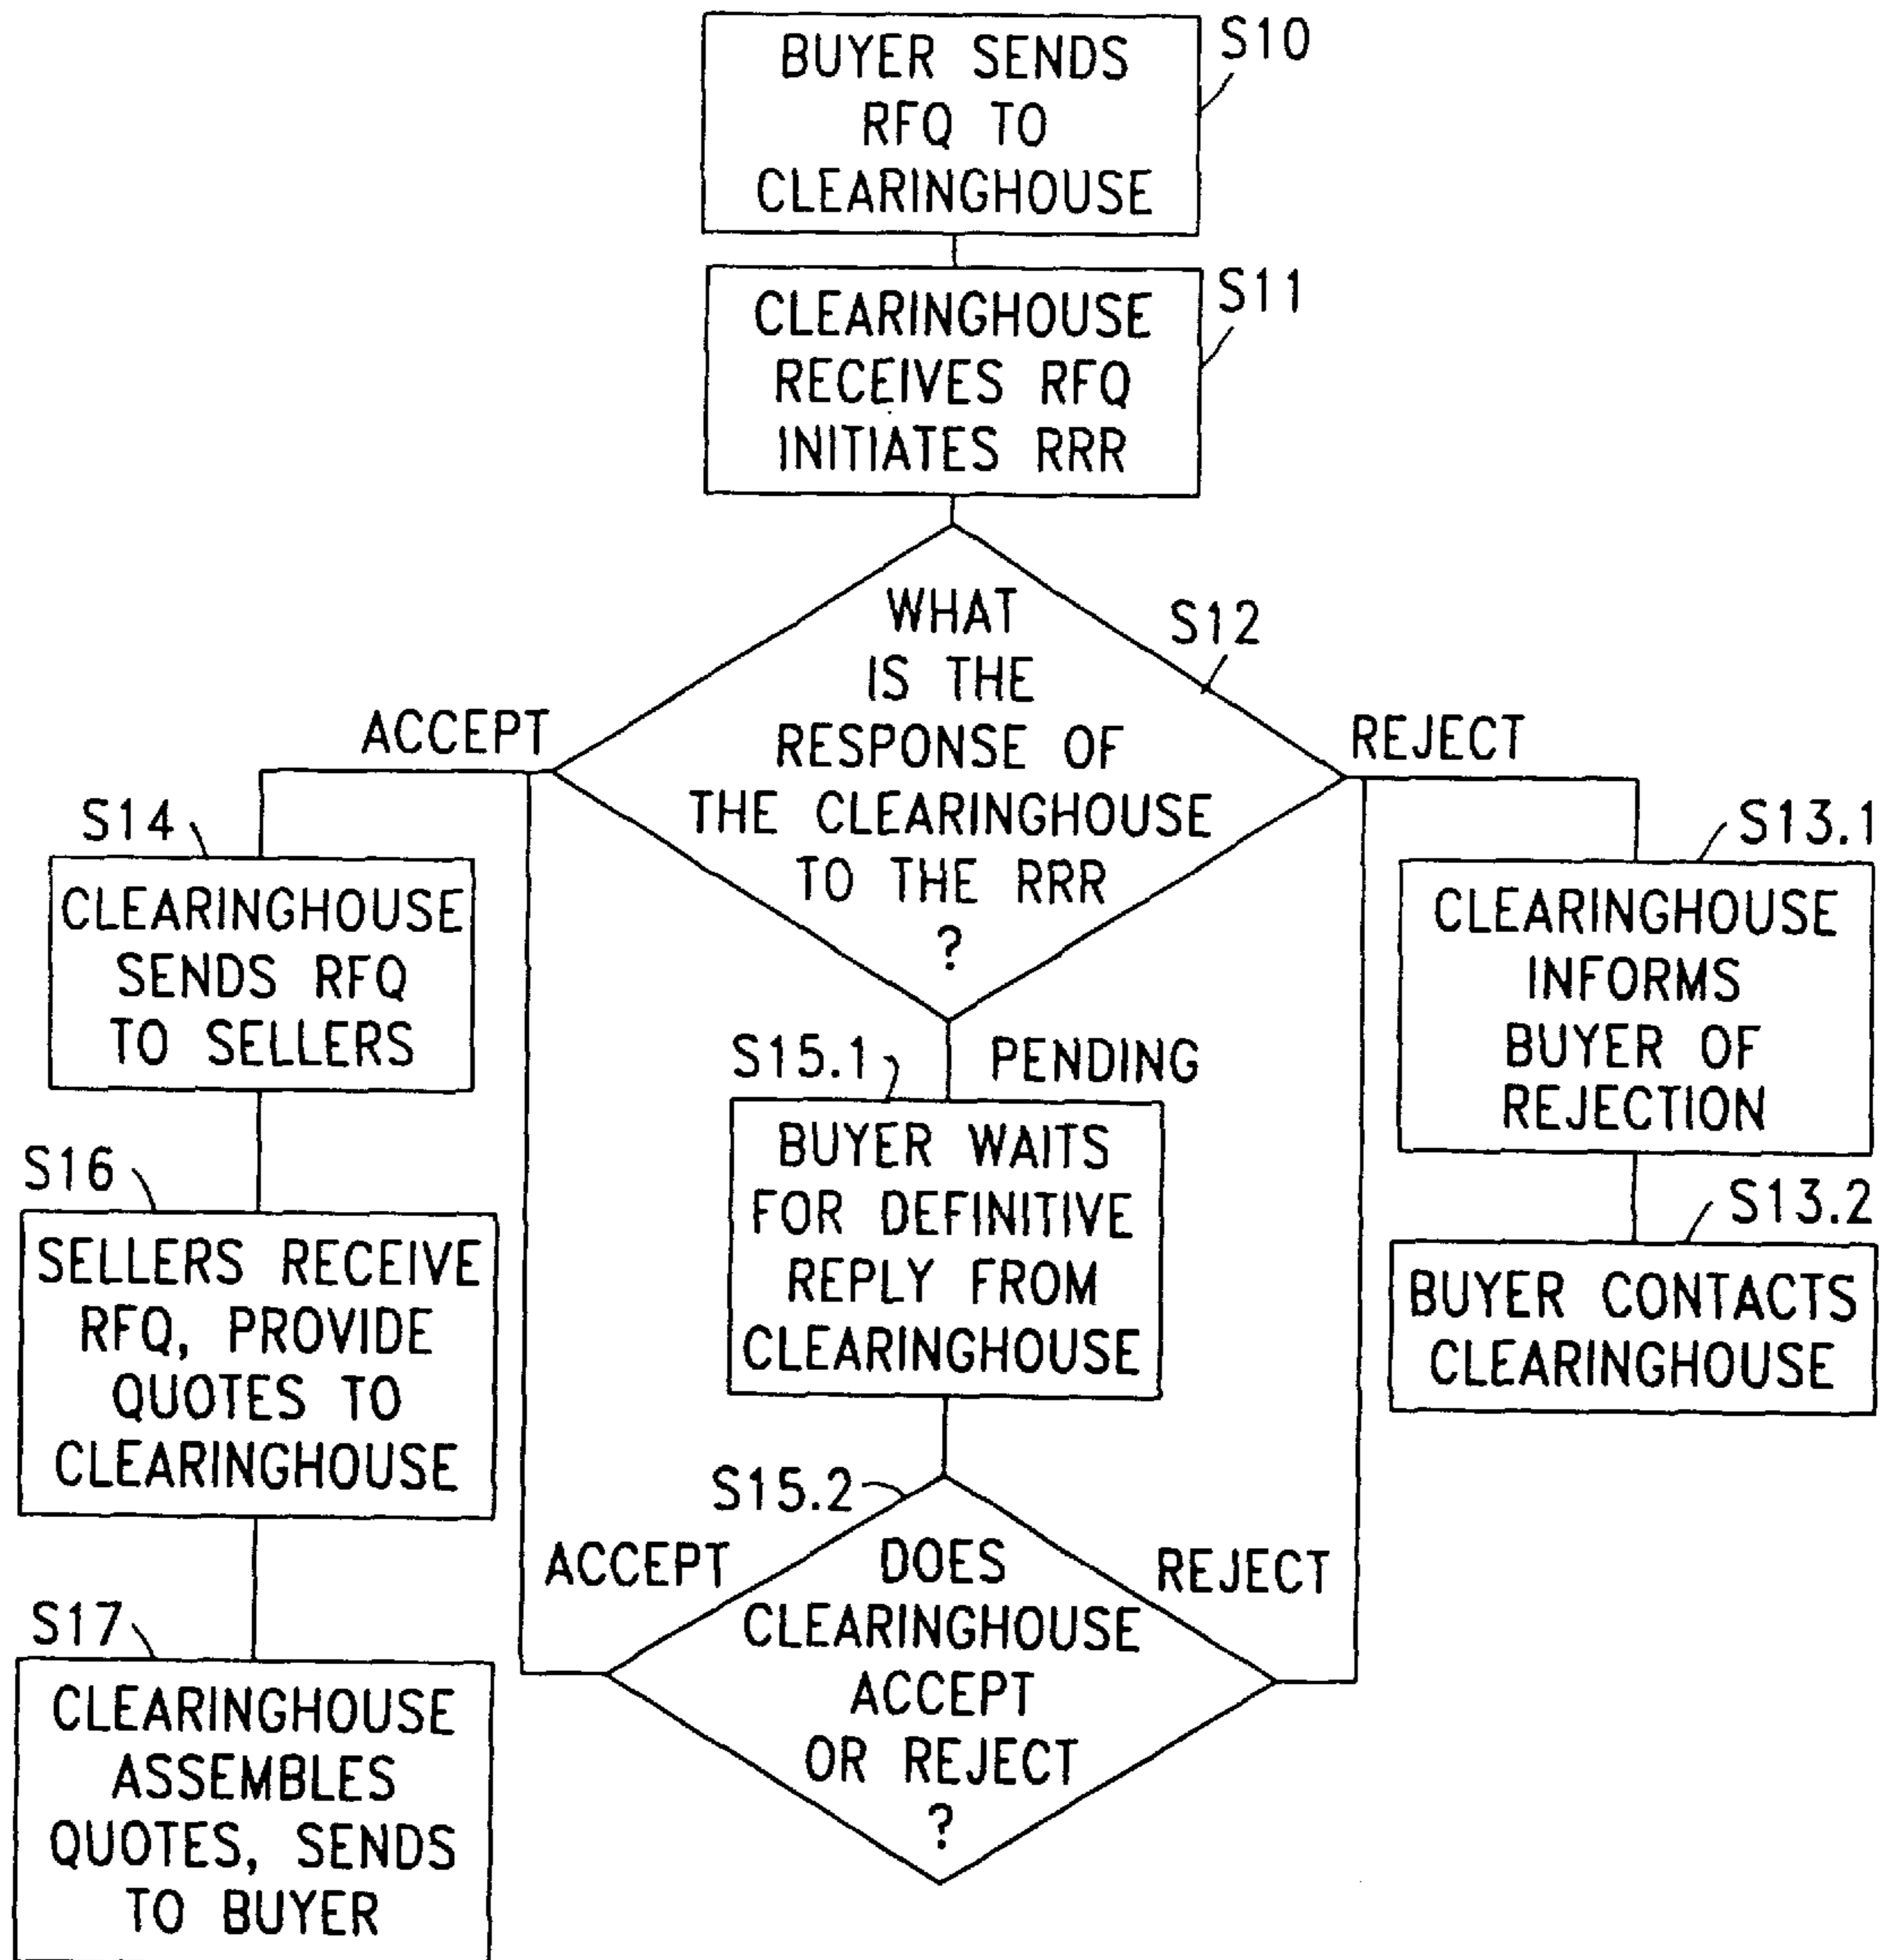 BUYER SENDS
RFQ TO
CLEARINGHOUSE
S10
CLEARINGHOUSE
RECEIVES RFQ
INITIATES RRR
S11
WHAT
IS THE
RESPONSE OF
THE CLEARINGHOUSE
TO THE RRR
?
S12
ACCEPT
REJECT
PENDING
S14
CLEARINGHOUSE
SENDS RFQ
TO SELLERS
S13.1
CLEARINGHOUSE
INFORMS
BUYER OF
REJECTION
S15.1
BUYER WAITS
FOR DEFINITIVE
REPLY FROM
CLEARINGHOUSE
S16
SELLERS RECEIVE
RFQ, PROVIDE
QUOTES TO
CLEARINGHOUSE
S13.2
BUYER CONTACTS
CLEARINGHOUSE
S15.2
ACCEPT
DOES
CLEARINGHOUSE
ACCEPT
OR REJECT
?
REJECT
S17
CLEARINGHOUSE
ASSEMBLES
QUOTES, SENDS
TO BUYER